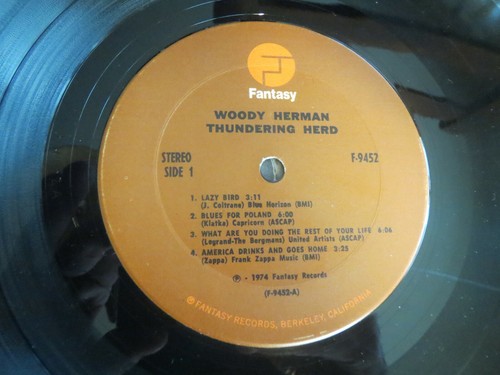 Fantasy
WOODY HERMAN
THUNDERING HERD
STEREO F-9452
SIDE 1
1. LAZY BIRD 3:11
(J. Coltrane) Blue Horizon (BMI)
2. BLUES FOR POLAND 6:00
(Klatka) Capricorn (ASCAP)
3. WHAT ARE YOU DOING THE REST OF YOUR LIFE 6:06
(Legrand-The Bergmans) United Artists (ASCAP)
4. AMERICA DRINKS AND GOES HOME 3:25
(Zappa) Frank Zappa Music (BMI)
℗ - 1974 Fantasy Records
(F-9452-A)
® FANTASY RECORDS, BERKELEY, CALIFORNIA